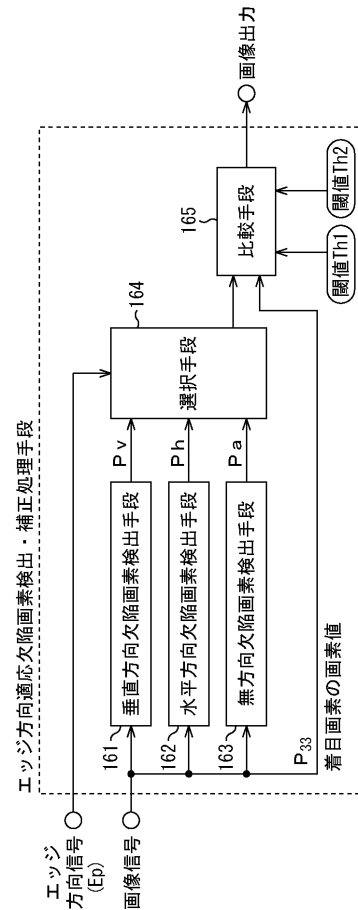 エッジ方向適応欠陥画素検出・補正処理手段
エッジ
方向信号
(Ep)
画像信号
161
垂直方向欠陥画素検出手段
Pv
162
水平方向欠陥画素検出手段
Ph
163
無方向欠陥画素検出手段
Pa
164
選択手段
165
比較手段
画像出力
閾値Th1
閾値Th2
P33
着目画素の画素値